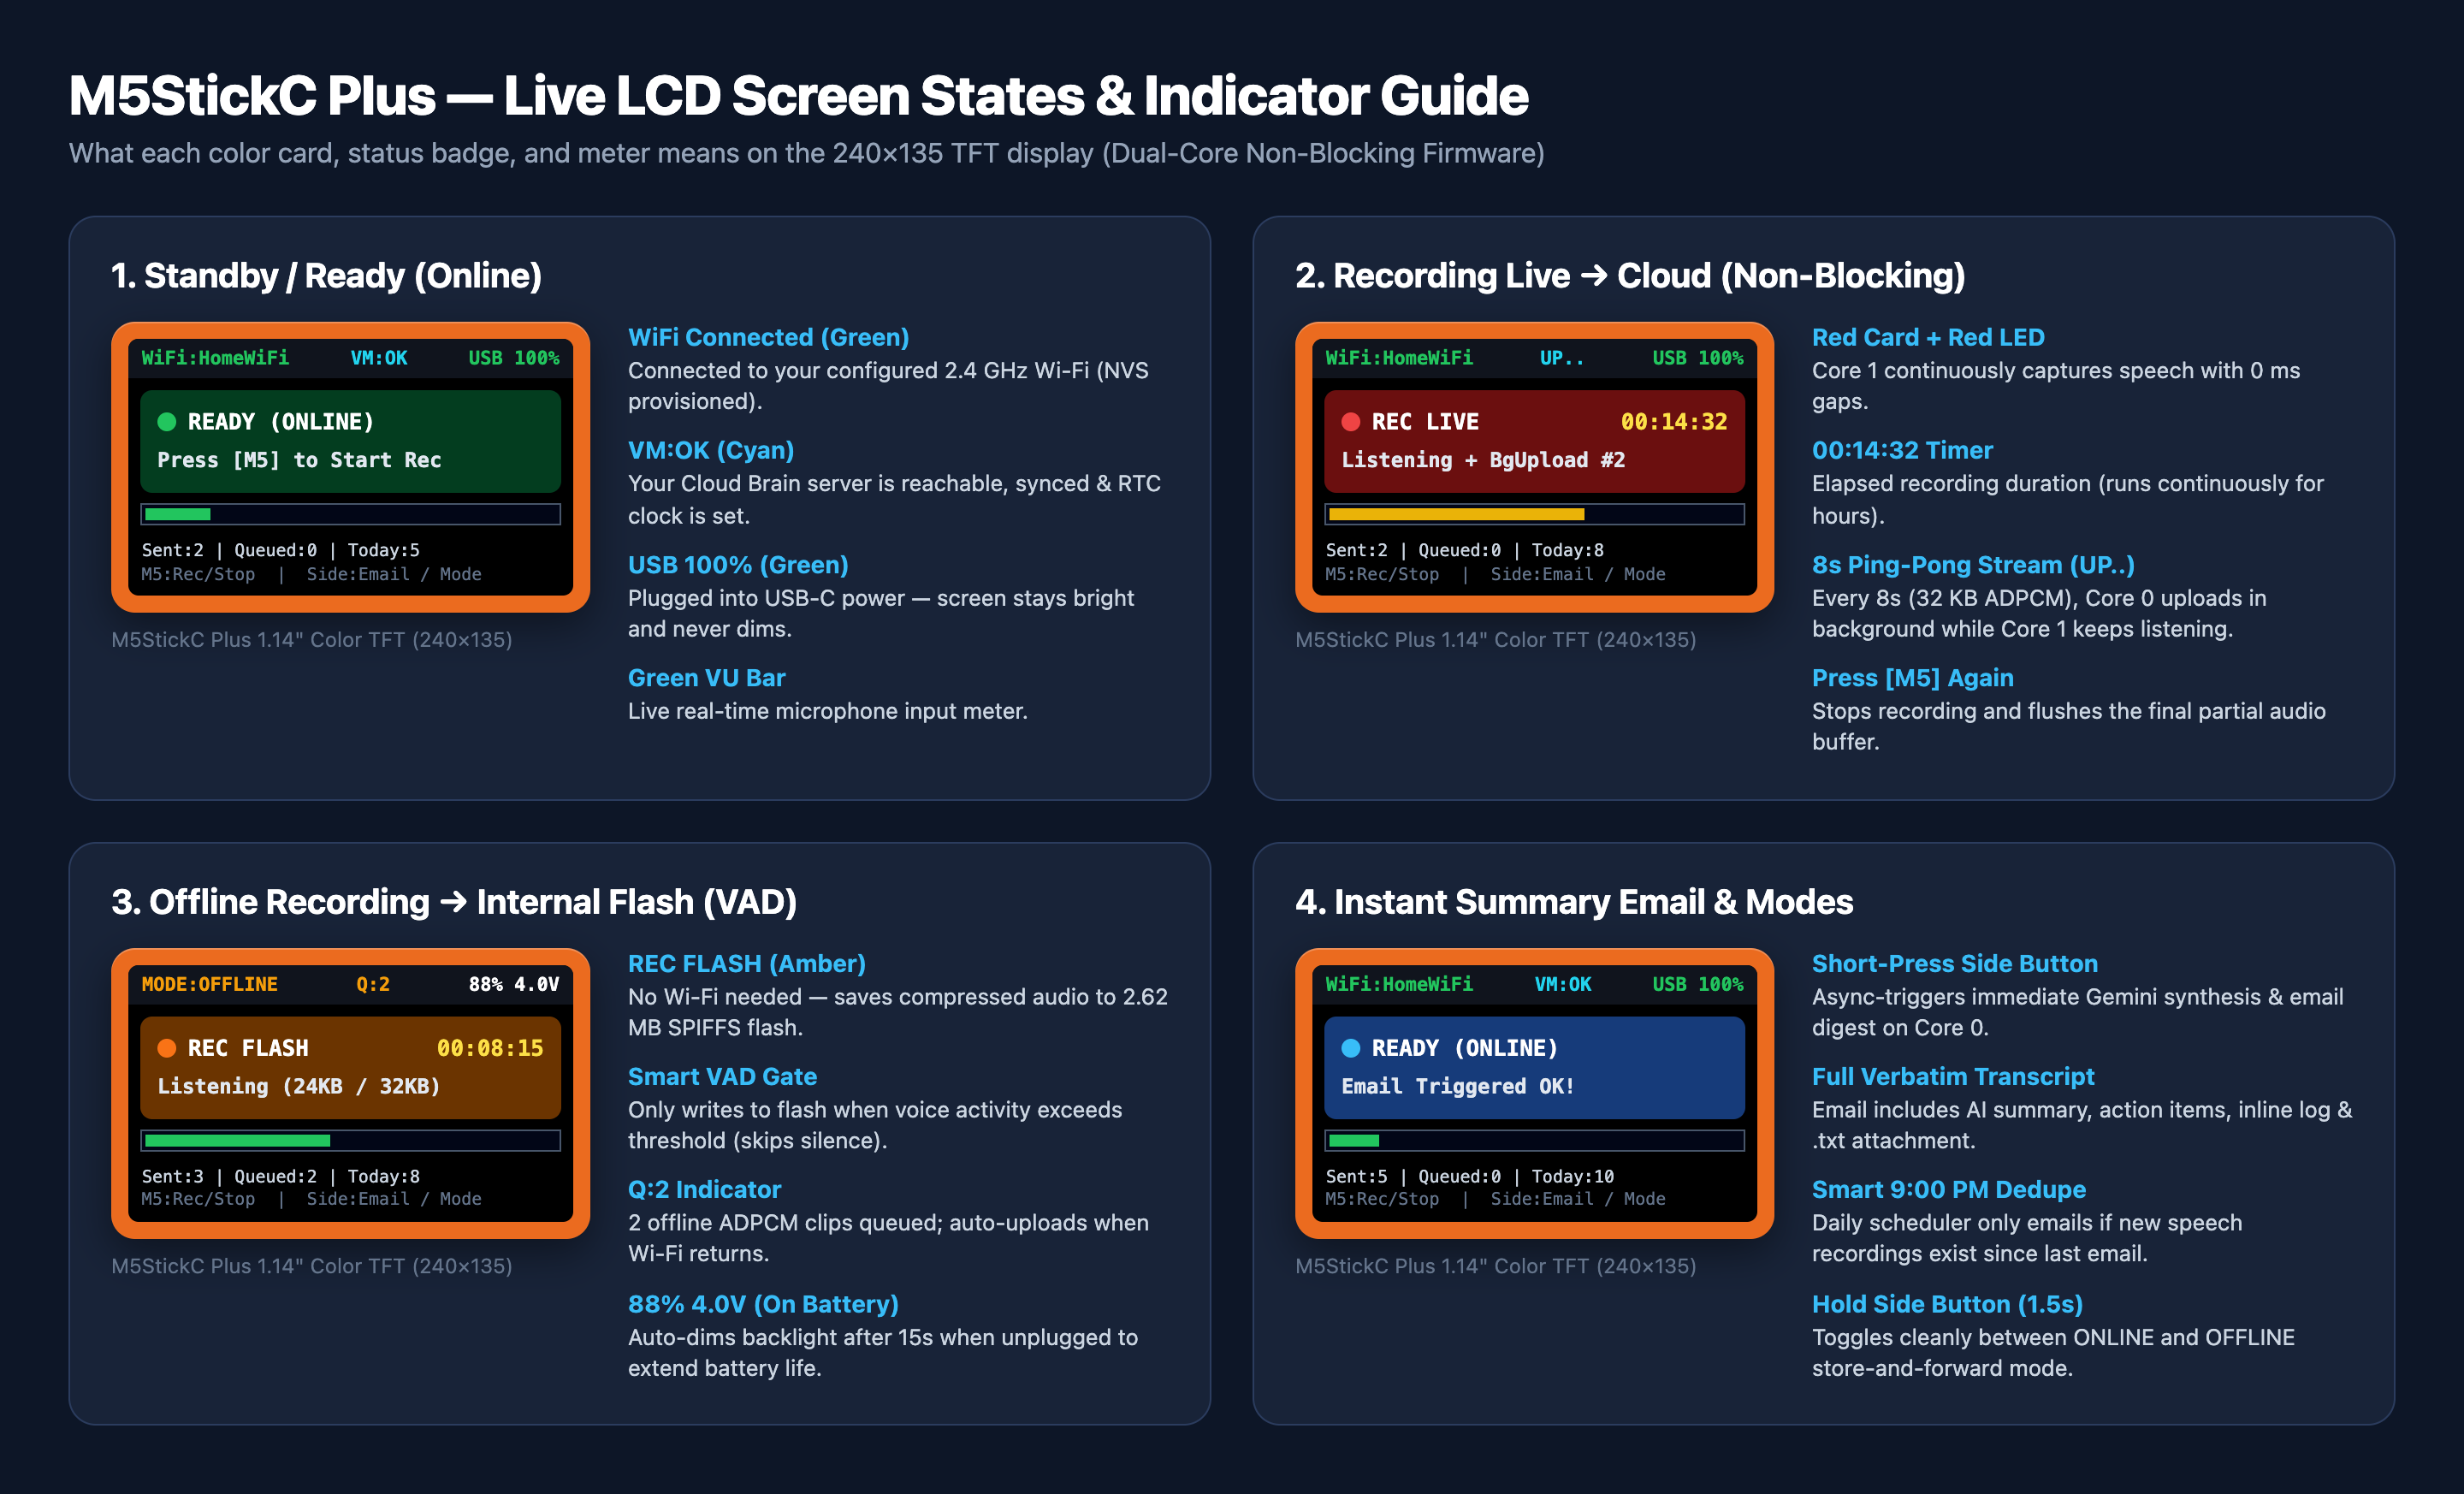 M5StickC Plus — Live LCD Screen States & Indicator Guide
What each color card, status badge, and meter means on the 240×135 TFT display (Dual-Core Non-Blocking Firmware)
1. Standby / Ready (Online)
WiFi:HomeWiFi VM:OK USB 100%
READY (ONLINE)
Press [M5] to Start Rec
Sent:2 | Queued:0 | Today:5
M5:Rec/Stop | Side:Email / Mode
M5StickC Plus 1.14" Color TFT (240×135)
WiFi Connected (Green)
Connected to your configured 2.4 GHz Wi-Fi (NVS
provisioned).
VM:OK (Cyan)
Your Cloud Brain server is reachable, synced & RTC
clock is set.
USB 100% (Green)
Plugged into USB-C power — screen stays bright
and never dims.
Green VU Bar
Live real-time microphone input meter.
2. Recording Live → Cloud (Non-Blocking)
WiFi:HomeWiFi UP.. USB 100%
REC LIVE 00:14:32
Listening + BgUpload #2
Sent:2 | Queued:0 | Today:8
M5:Rec/Stop | Side:Email / Mode
M5StickC Plus 1.14" Color TFT (240×135)
Red Card + Red LED
Core 1 continuously captures speech with 0 ms
gaps.
00:14:32 Timer
Elapsed recording duration (runs continuously for
hours).
8s Ping-Pong Stream (UP..)
Every 8s (32 KB ADPCM), Core 0 uploads in
background while Core 1 keeps listening.
Press [M5] Again
Stops recording and flushes the final partial audio
buffer.
3. Offline Recording → Internal Flash (VAD)
MODE:OFFLINE Q:2 88% 4.0V
REC FLASH 00:08:15
Listening (24KB / 32KB)
Sent:3 | Queued:2 | Today:8
M5:Rec/Stop | Side:Email / Mode
M5StickC Plus 1.14" Color TFT (240×135)
REC FLASH (Amber)
No Wi-Fi needed — saves compressed audio to 2.62
MB SPIFFS flash.
Smart VAD Gate
Only writes to flash when voice activity exceeds
threshold (skips silence).
Q:2 Indicator
2 offline ADPCM clips queued; auto-uploads when
Wi-Fi returns.
88% 4.0V (On Battery)
Auto-dims backlight after 15s when unplugged to
extend battery life.
4. Instant Summary Email & Modes
WiFi:HomeWiFi VM:OK USB 100%
READY (ONLINE)
Email Triggered OK!
Sent:5 | Queued:0 | Today:10
M5:Rec/Stop | Side:Email / Mode
M5StickC Plus 1.14" Color TFT (240×135)
Short-Press Side Button
Async-triggers immediate Gemini synthesis & email
digest on Core 0.
Full Verbatim Transcript
Email includes AI summary, action items, inline log &
.txt attachment.
Smart 9:00 PM Dedupe
Daily scheduler only emails if new speech
recordings exist since last email.
Hold Side Button (1.5s)
Toggles cleanly between ONLINE and OFFLINE
store-and-forward mode.